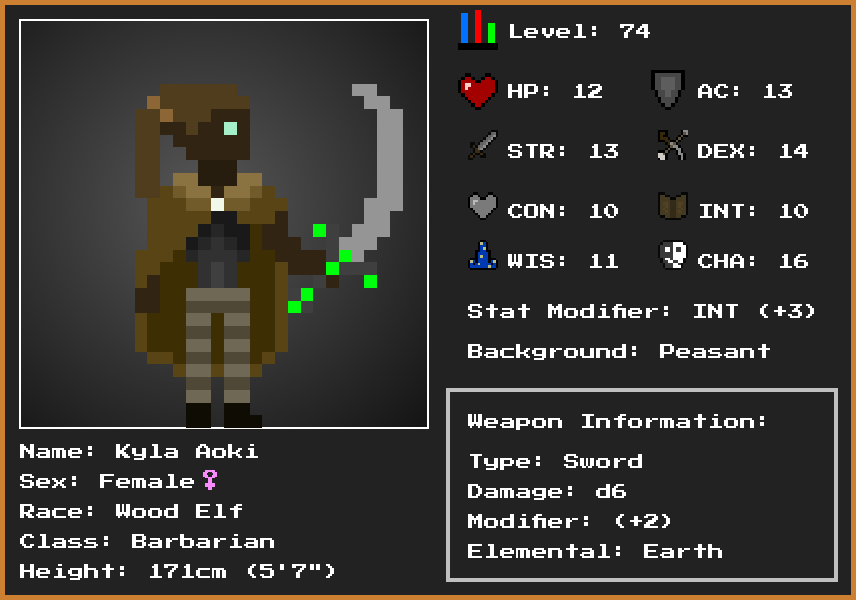 Level: 74
HP: 12
AC: 13
STR: 13
DEX: 14
CON: 10
INT: 10
WIS: 11
CHA: 16
Stat Modifier: INT (+3)
Background: Peasant
Weapon Information:
Type: Sword
Damage: d6
Modifier: (+2)
Elemental: Earth
Name: Kyla Aoki
Sex: Female♀
Race: Wood Elf
Class: Barbarian
Height: 171cm (5'7")